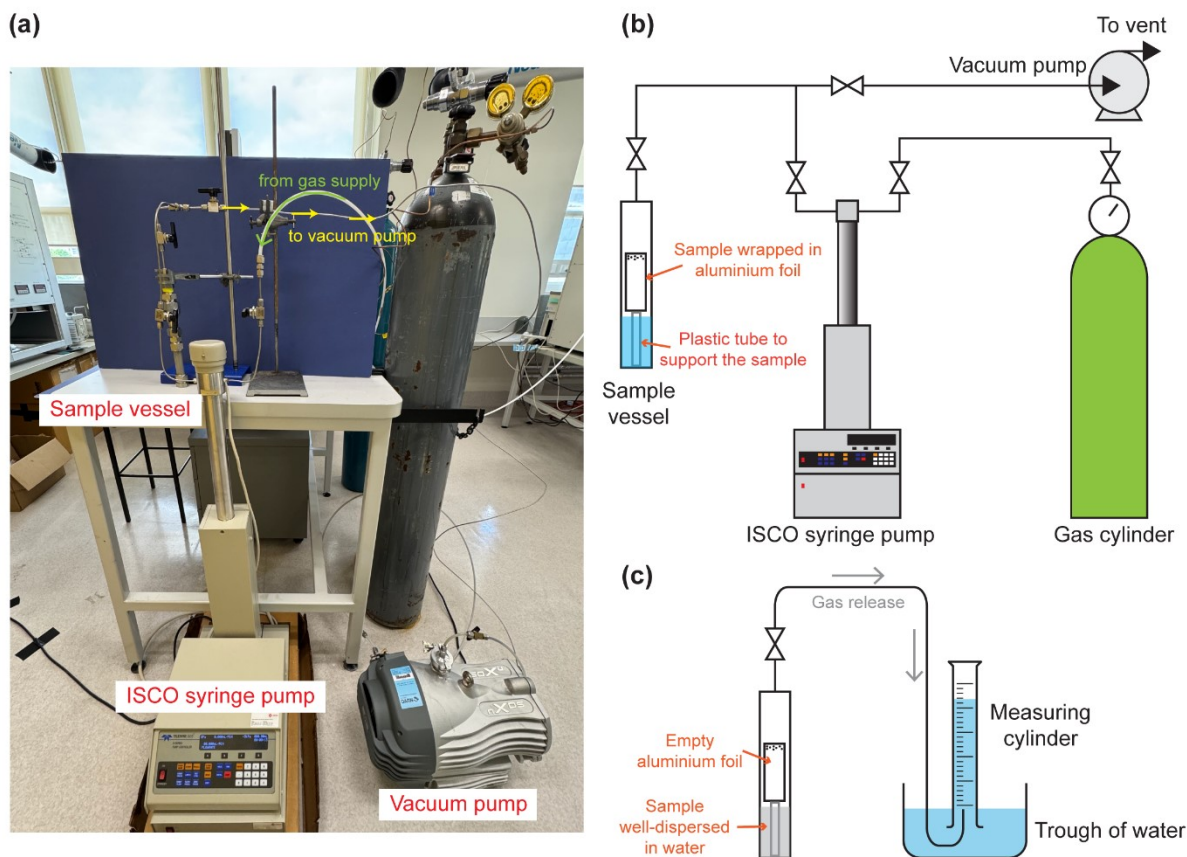 (a)
from gas supply
to vacuum pump
Sample vessel
ISCO syringe pump
Vacuum pump
(b)
To vent
Vacuum pump
Sample wrapped in
aluminium foil
Plastic tube to
support the sample
Sample
vessel
ISCO syringe pump
Gas cylinder
(c)
Gas release
Empty
aluminium foil
Sample
well-dispersed
in water
Measuring
cylinder
Trough of water